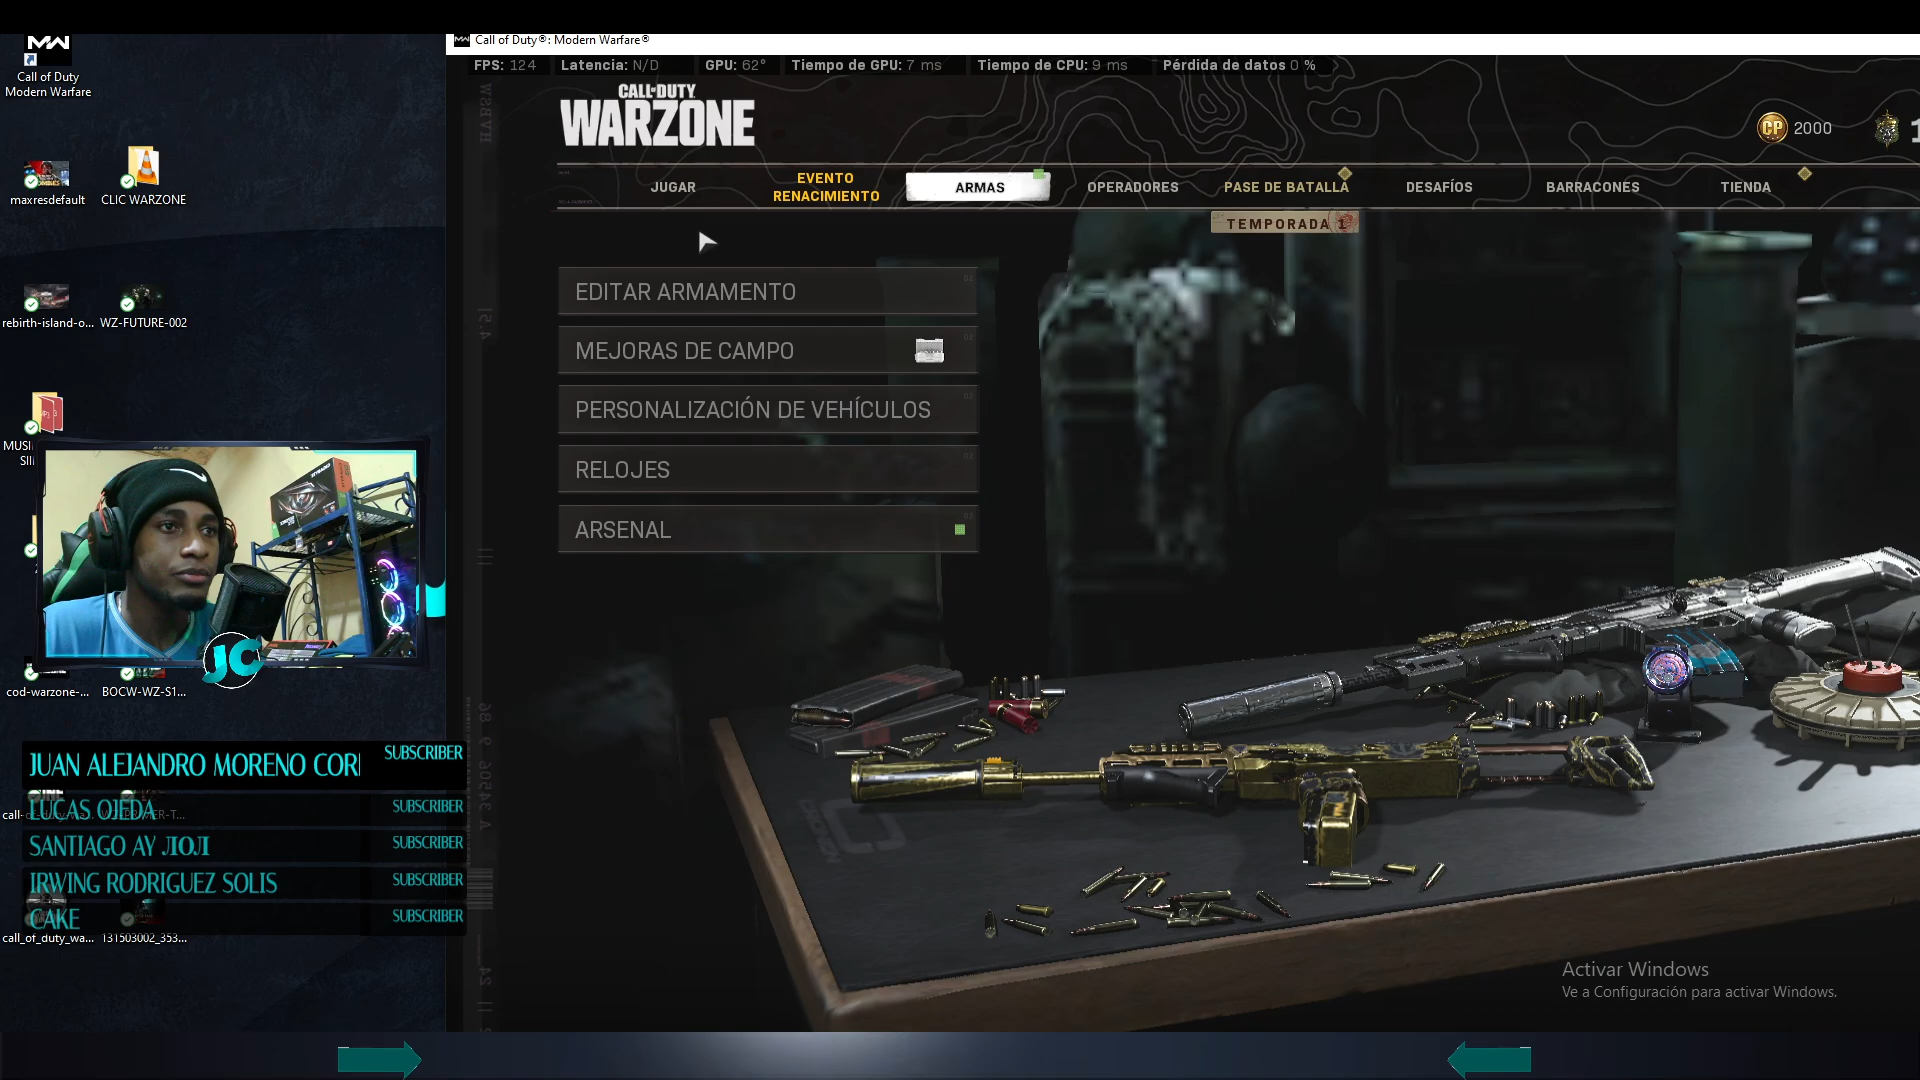 Call of Duty®: Modern Warfare®
FPS: 124
Latencia: N/D
GPU: 62°
Tiempo de GPU: 7 ms
Tiempo de CPU: 9 ms
Pérdida de datos 0 %
Call of Duty
Modern Warfare
CALL OF DUTY
WARZONE
CP 2000
JUGAR
EVENTO
RENACIMIENTO
ARMAS
OPERADORES
PASE DE BATALLA
DESAFÍOS
BARRACONES
TIENDA
TEMPORADA 1
maxresdefault
CLIC WARZONE
EDITAR ARMAMENTO
MEJORAS DE CAMPO
PERSONALIZACIÓN DE VEHÍCULOS
RELOJES
ARSENAL
rebirth-island-o...
WZ-FUTURE-002
JC
cod-warzone-...
BOCW-WZ-S1...
JUAN ALEJANDRO MORENO COR
SUBSCRIBER
LUCAS OJEDA
SUBSCRIBER
SANTIAGO AY JIOJI
SUBSCRIBER
IRWING RODRIGUEZ SOLIS
SUBSCRIBER
CAKE
SUBSCRIBER
call_of_duty_wa...
131503002_353...
Activar Windows
Ve a Configuración para activar Windows.